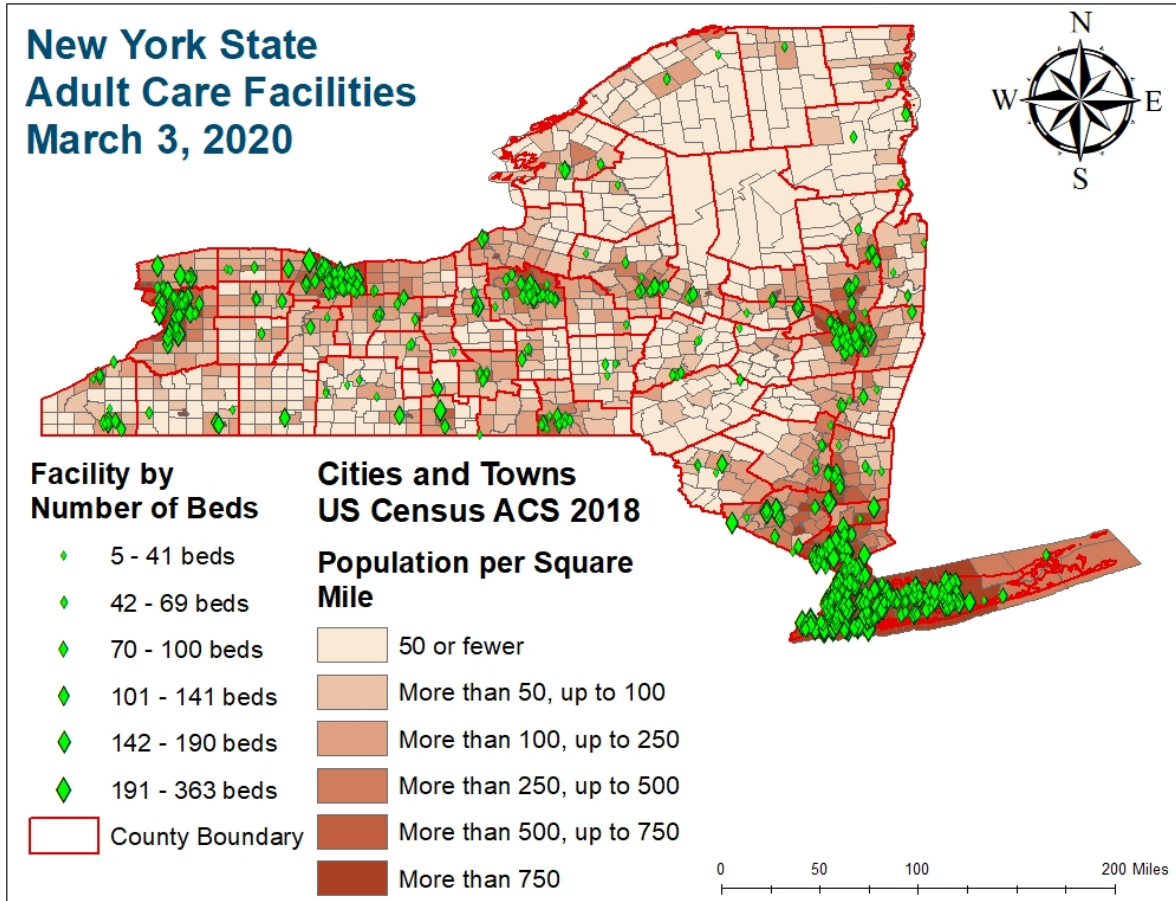 New York State
Adult Care Facilities
March 3, 2020
N
W
E
S
Facility by
Number of Beds
5 - 41 beds
42 - 69 beds
70 - 100 beds
101 - 141 beds
142 - 190 beds
191 - 363 beds
County Boundary
Cities and Towns
US Census ACS 2018
Population per Square
Mile
50 or fewer
More than 50, up to 100
More than 100, up to 250
More than 250, up to 500
More than 500, up to 750
More than 750
0 50 100 200 Miles